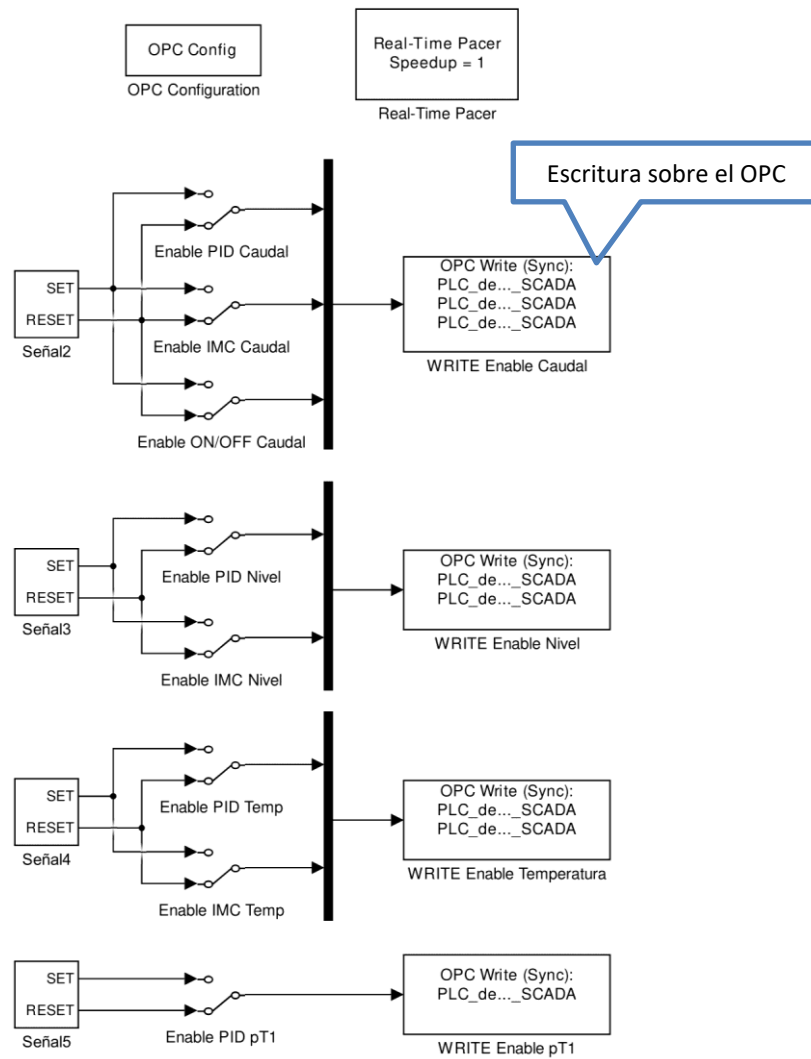 OPC Config
OPC Configuration
Real-Time Pacer
Speedup = 1
Real-Time Pacer
Escritura sobre el OPC
SET
RESET
Señal2
Enable PID Caudal
Enable IMC Caudal
Enable ON/OFF Caudal
OPC Write (Sync):
PLC_de..._SCADA
PLC_de..._SCADA
PLC_de..._SCADA
WRITE Enable Caudal
SET
RESET
Señal3
Enable PID Nivel
Enable IMC Nivel
OPC Write (Sync):
PLC_de..._SCADA
PLC_de..._SCADA
WRITE Enable Nivel
SET
RESET
Señal4
Enable PID Temp
Enable IMC Temp
OPC Write (Sync):
PLC_de..._SCADA
PLC_de..._SCADA
WRITE Enable Temperatura
SET
RESET
Señal5
Enable PID pT1
OPC Write (Sync):
PLC_de..._SCADA
WRITE Enable pT1